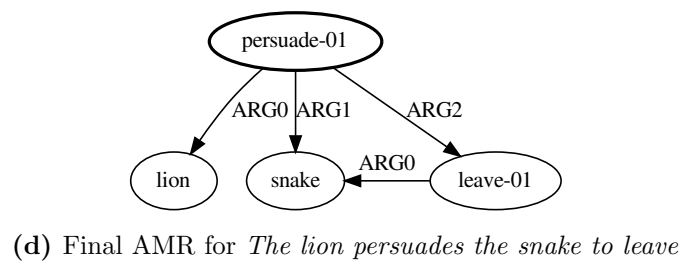 persuade-01
ARG0 ARG1 ARG2
ARG0
lion snake leave-01
(d) Final AMR for The lion persuades the snake to leave